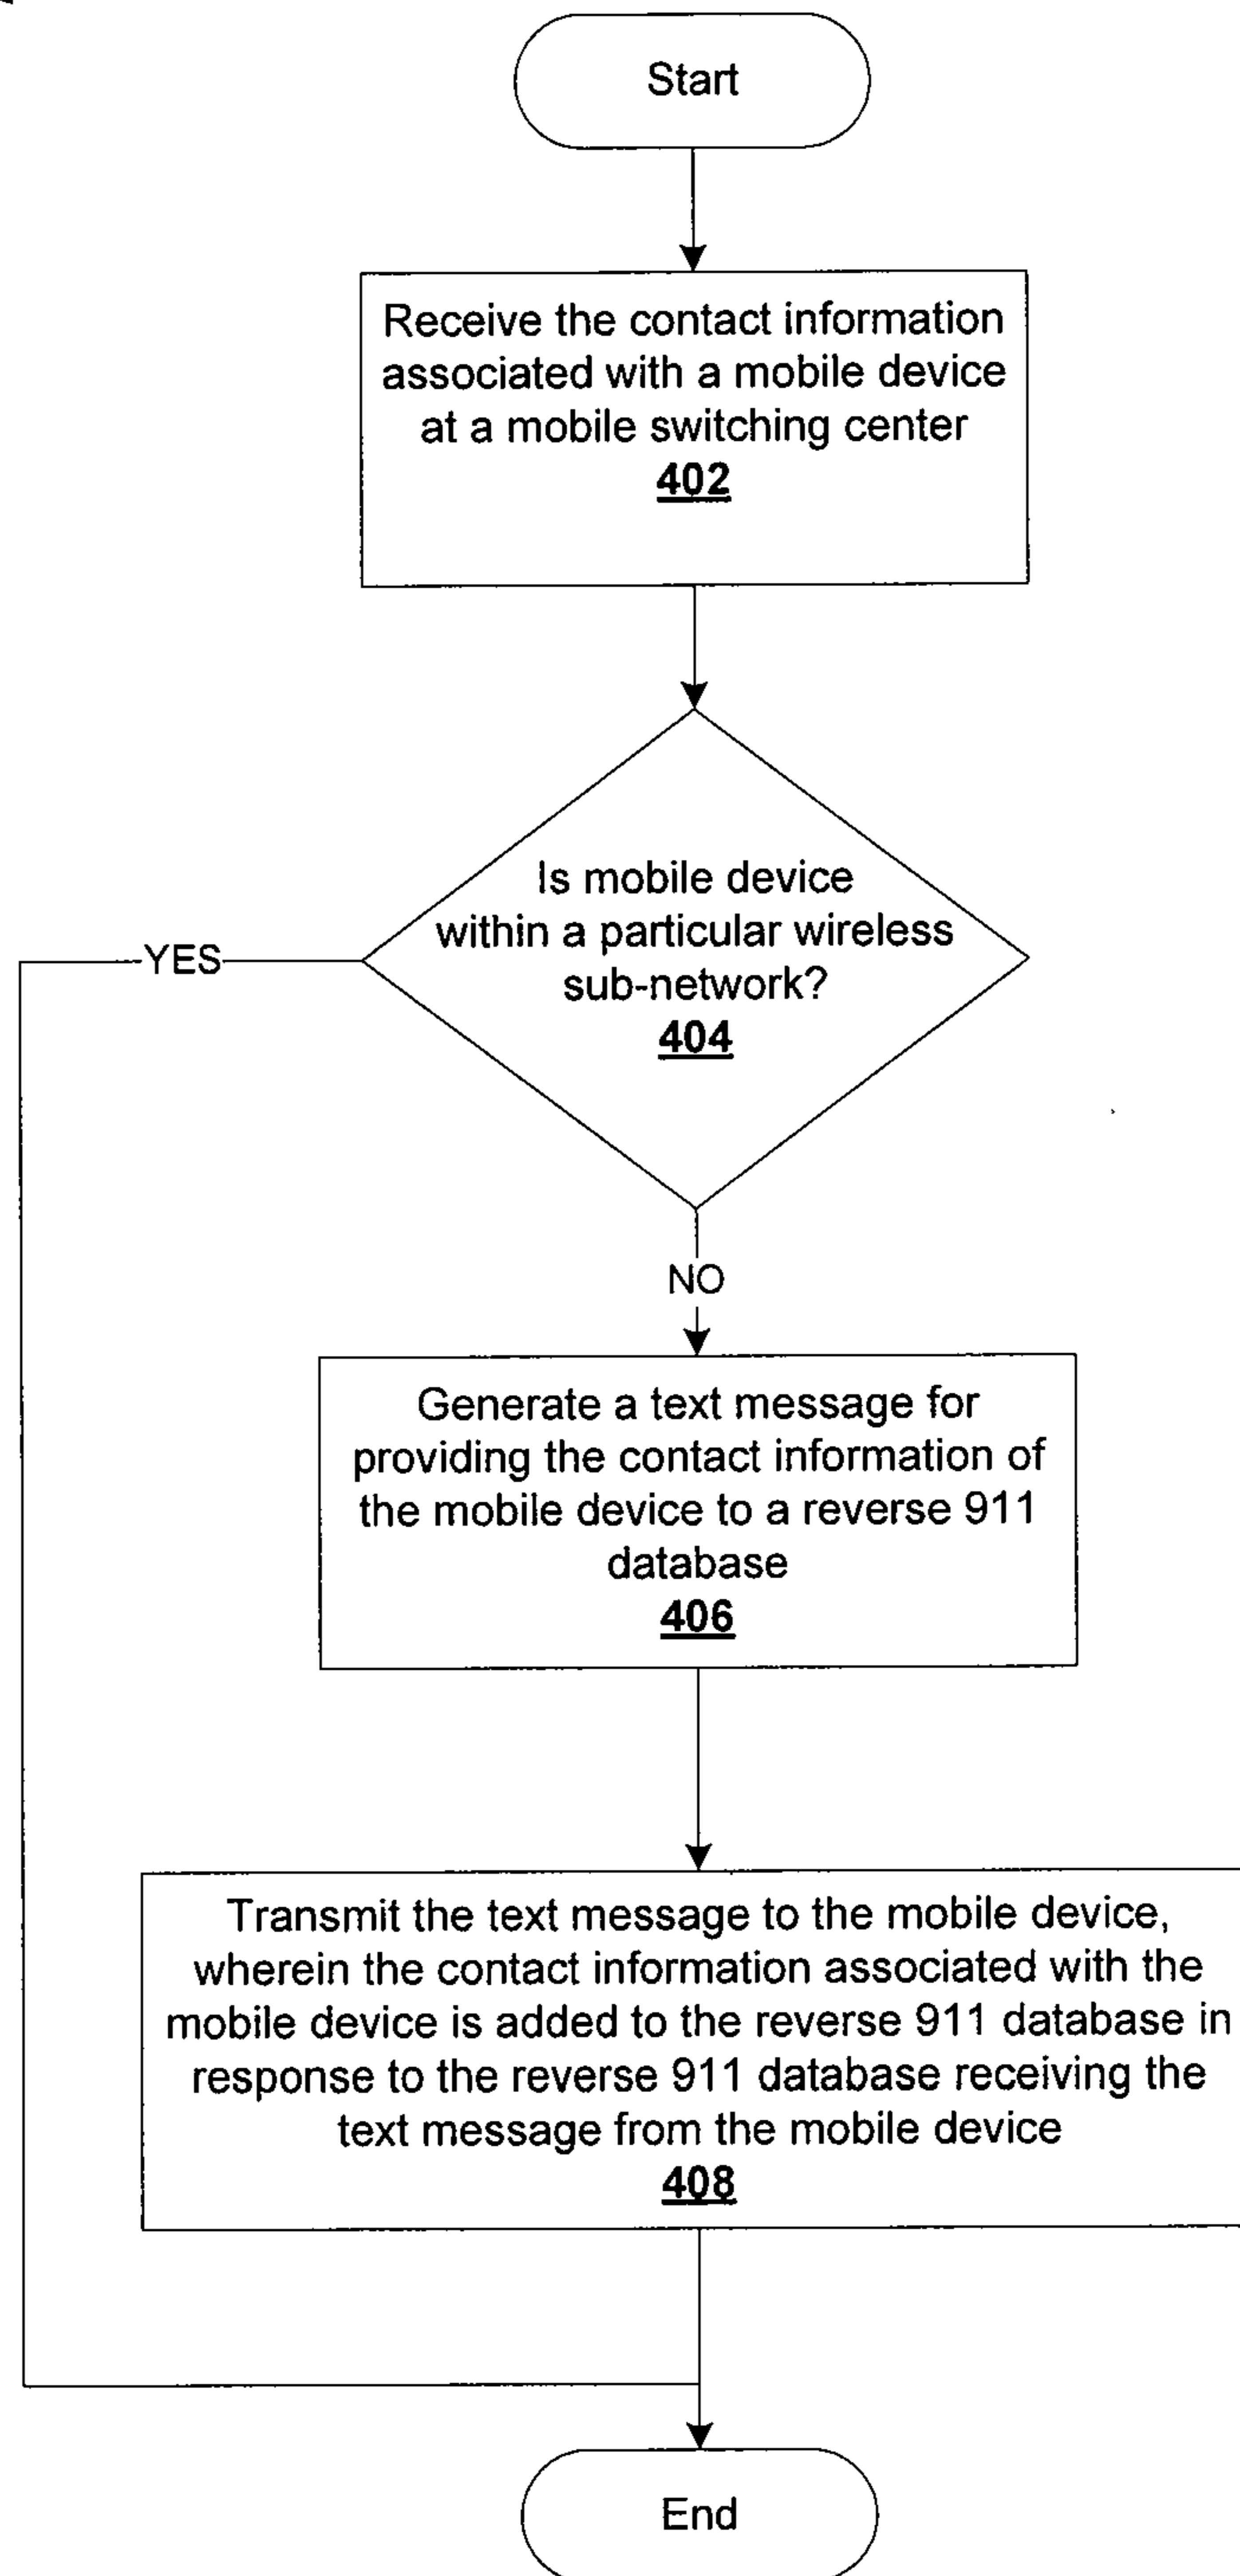 Start
Receive the contact information
associated with a mobile device
at a mobile switching center
402
Is mobile device
within a particular wireless
sub-network?
404
YES
NO
Generate a text message for
providing the contact information of
the mobile device to a reverse 911
database
406
Transmit the text message to the mobile device,
wherein the contact information associated with the
mobile device is added to the reverse 911 database in
response to the reverse 911 database receiving the
text message from the mobile device
408
End